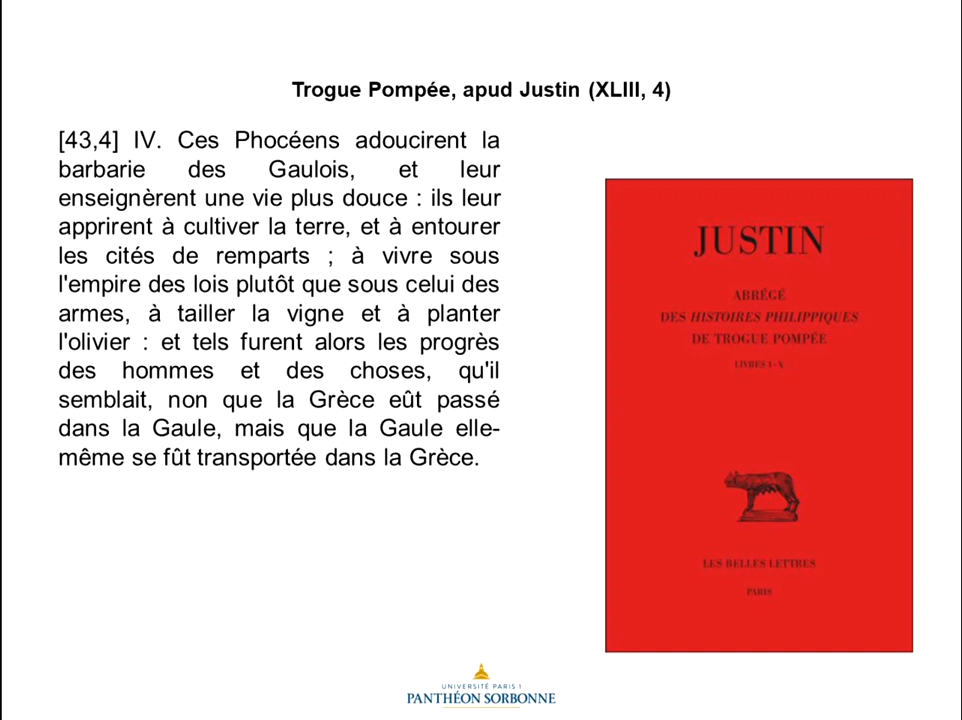 Trogue Pompée, apud Justin (XLIII, 4)
[43,4] IV. Ces Phocéens adoucirent la
barbarie des Gaulois, et leur
enseignèrent une vie plus douce : ils leur
apprirent à cultiver la terre, et à entourer
les cités de remparts ; à vivre sous
l'empire des lois plutôt que sous celui des
armes, à tailler la vigne et à planter
l'olivier : et tels furent alors les progrès
des hommes et des choses, qu'il
semblait, non que la Grèce eût passé
dans la Gaule, mais que la Gaule elle-
même se fût transportée dans la Grèce.
JUSTIN
ABRÉGÉ
DES HISTOIRES PHILIPPIQUES
DE TROGUE POMPÉE
LIVRES I - X
LES BELLES LETTRES
PARIS
UNIVERSITÉ PARIS 1
PANTHÉON SORBONNE